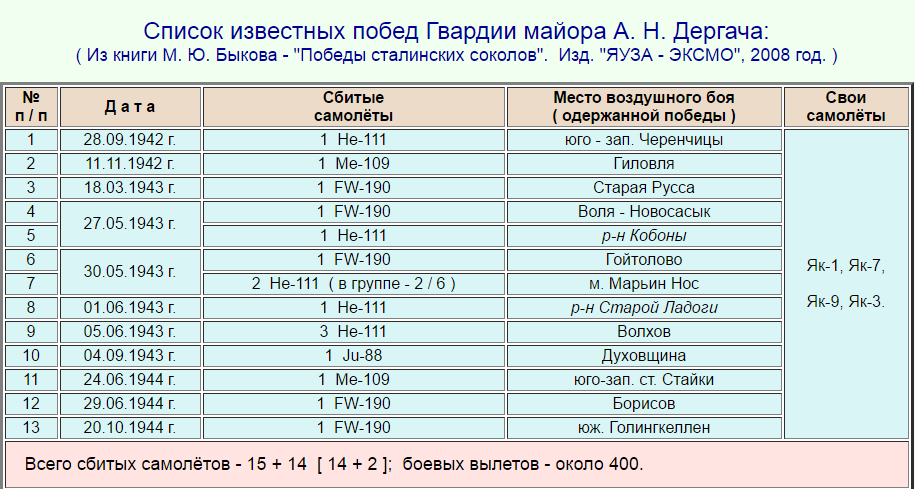 Список известных побед Гвардии майора А. Н. Дергача:
( Из книги М. Ю. Быкова - "Победы сталинских соколов". Изд. "ЯУЗА - ЭКСМО", 2008 год. )
№ п / п Д а т а Сбитые самолёты Место воздушного боя ( одержанной победы ) Свои самолёты
1 28.09.1942 г. 1 Не-111 юго - зап. Черенчицы
2 11.11.1942 г. 1 Ме-109 Гиловля
3 18.03.1943 г. 1 FW-190 Старая Русса
4 27.05.1943 г. 1 FW-190 Воля - Новосасык
5 1 Не-111 р-н Кобоны
6 30.05.1943 г. 1 FW-190 Гойтолово
7 2 Не-111 ( в группе - 2 / 6 ) м. Марьин Нос
8 01.06.1943 г. 1 Не-111 р-н Старой Ладоги
9 05.06.1943 г. 3 Не-111 Волхов
10 04.09.1943 г. 1 Ju-88 Духовщина
11 24.06.1944 г. 1 Ме-109 юго-зап. ст. Стайки
12 29.06.1944 г. 1 FW-190 Борисов
13 20.10.1944 г. 1 FW-190 юж. Голингкеллен
Як-1, Як-7,
Як-9, Як-3.
Всего сбитых самолётов - 15 + 14 [ 14 + 2 ]; боевых вылетов - около 400.